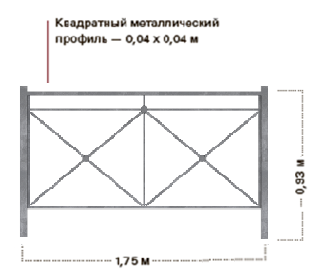 Квадратный металлический
профиль — 0,04 х 0,04 м
0,93 м
1,75 м